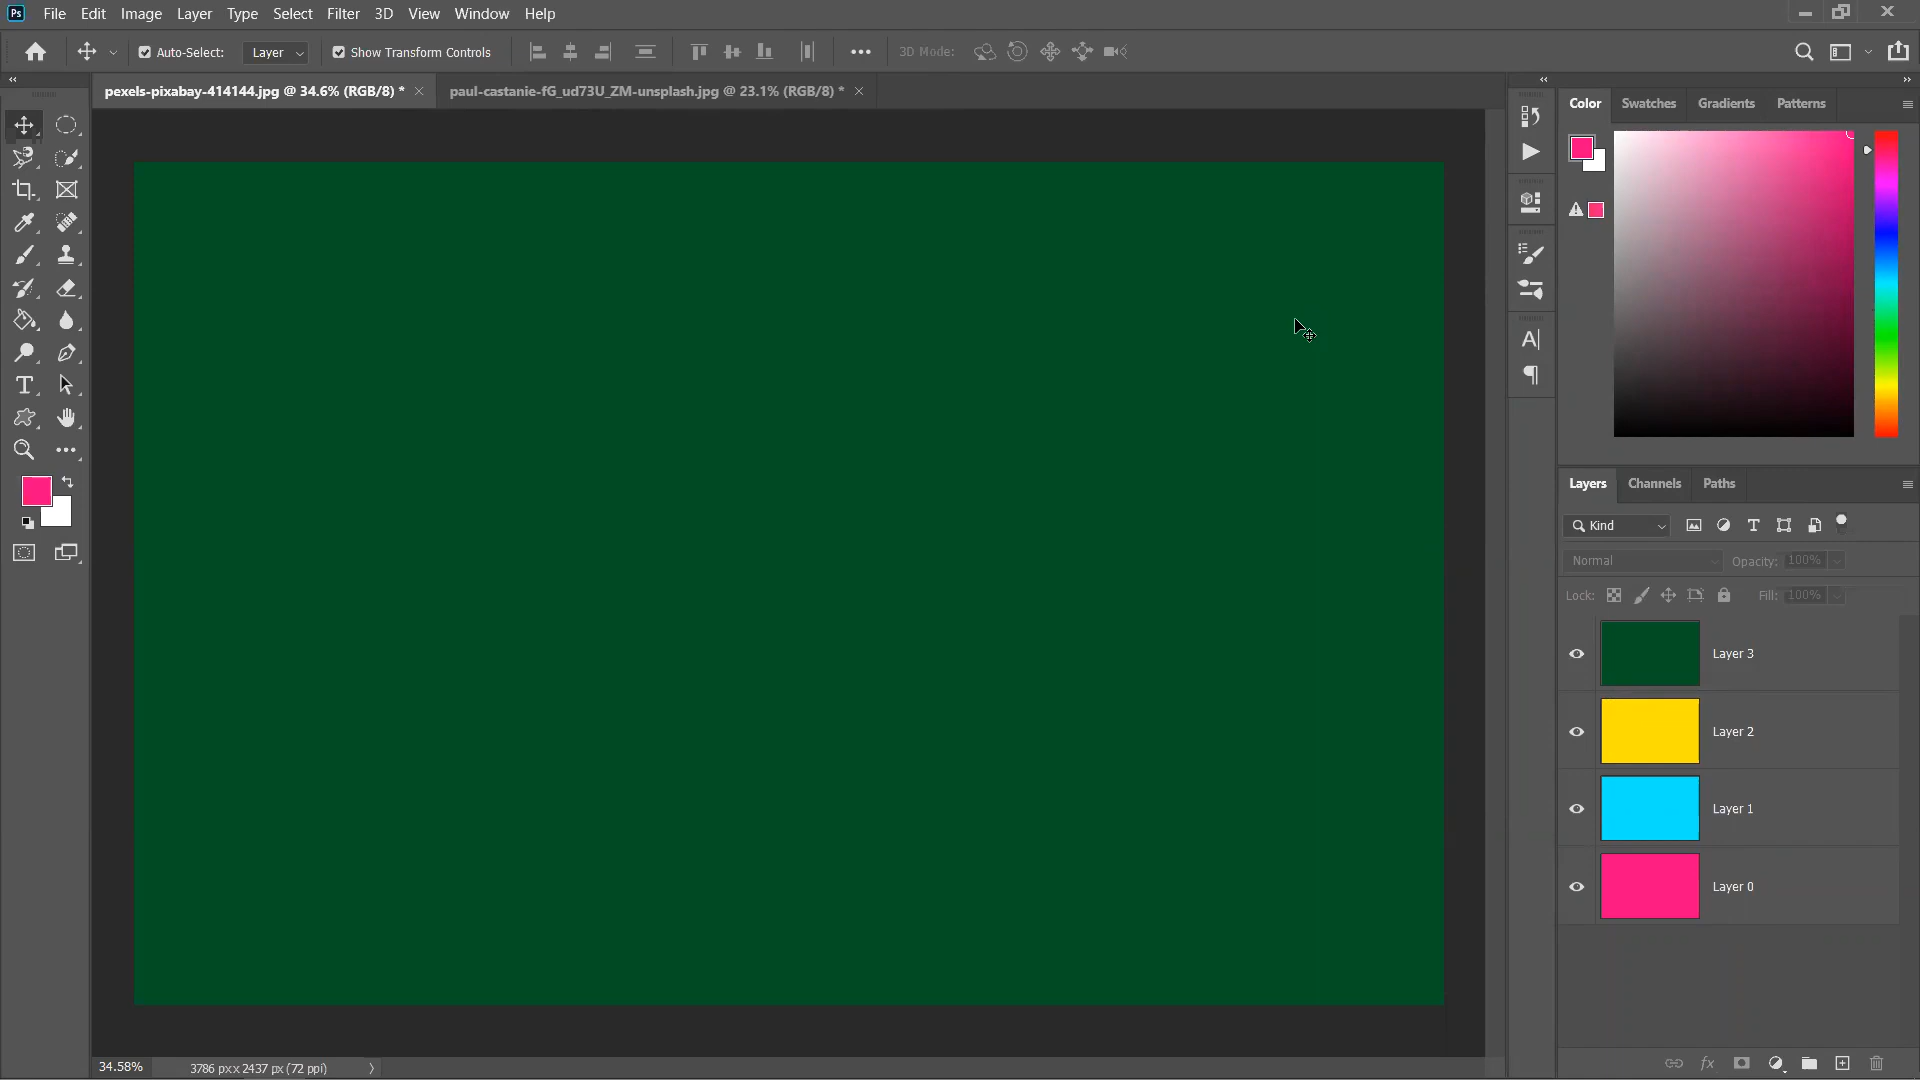 Ps File Edit Image Layer Type Select Filter 3D View Window Help
Auto-Select: Layer Show Transform Controls 3D Mode:
pexels-pixabay-414144.jpg @ 34.6% (RGB/8) * paul-castanie-fG_ud73U_ZM-unsplash.jpg @ 23.1% (RGB/8) *
Color Swatches Gradients Patterns
Layers Channels Paths
Kind
Normal Opacity: 100%
Lock: Fill: 100%
Layer 3
Layer 2
Layer 1
Layer 0
fx
34.58% 3786 px x 2437 px (72 ppi)